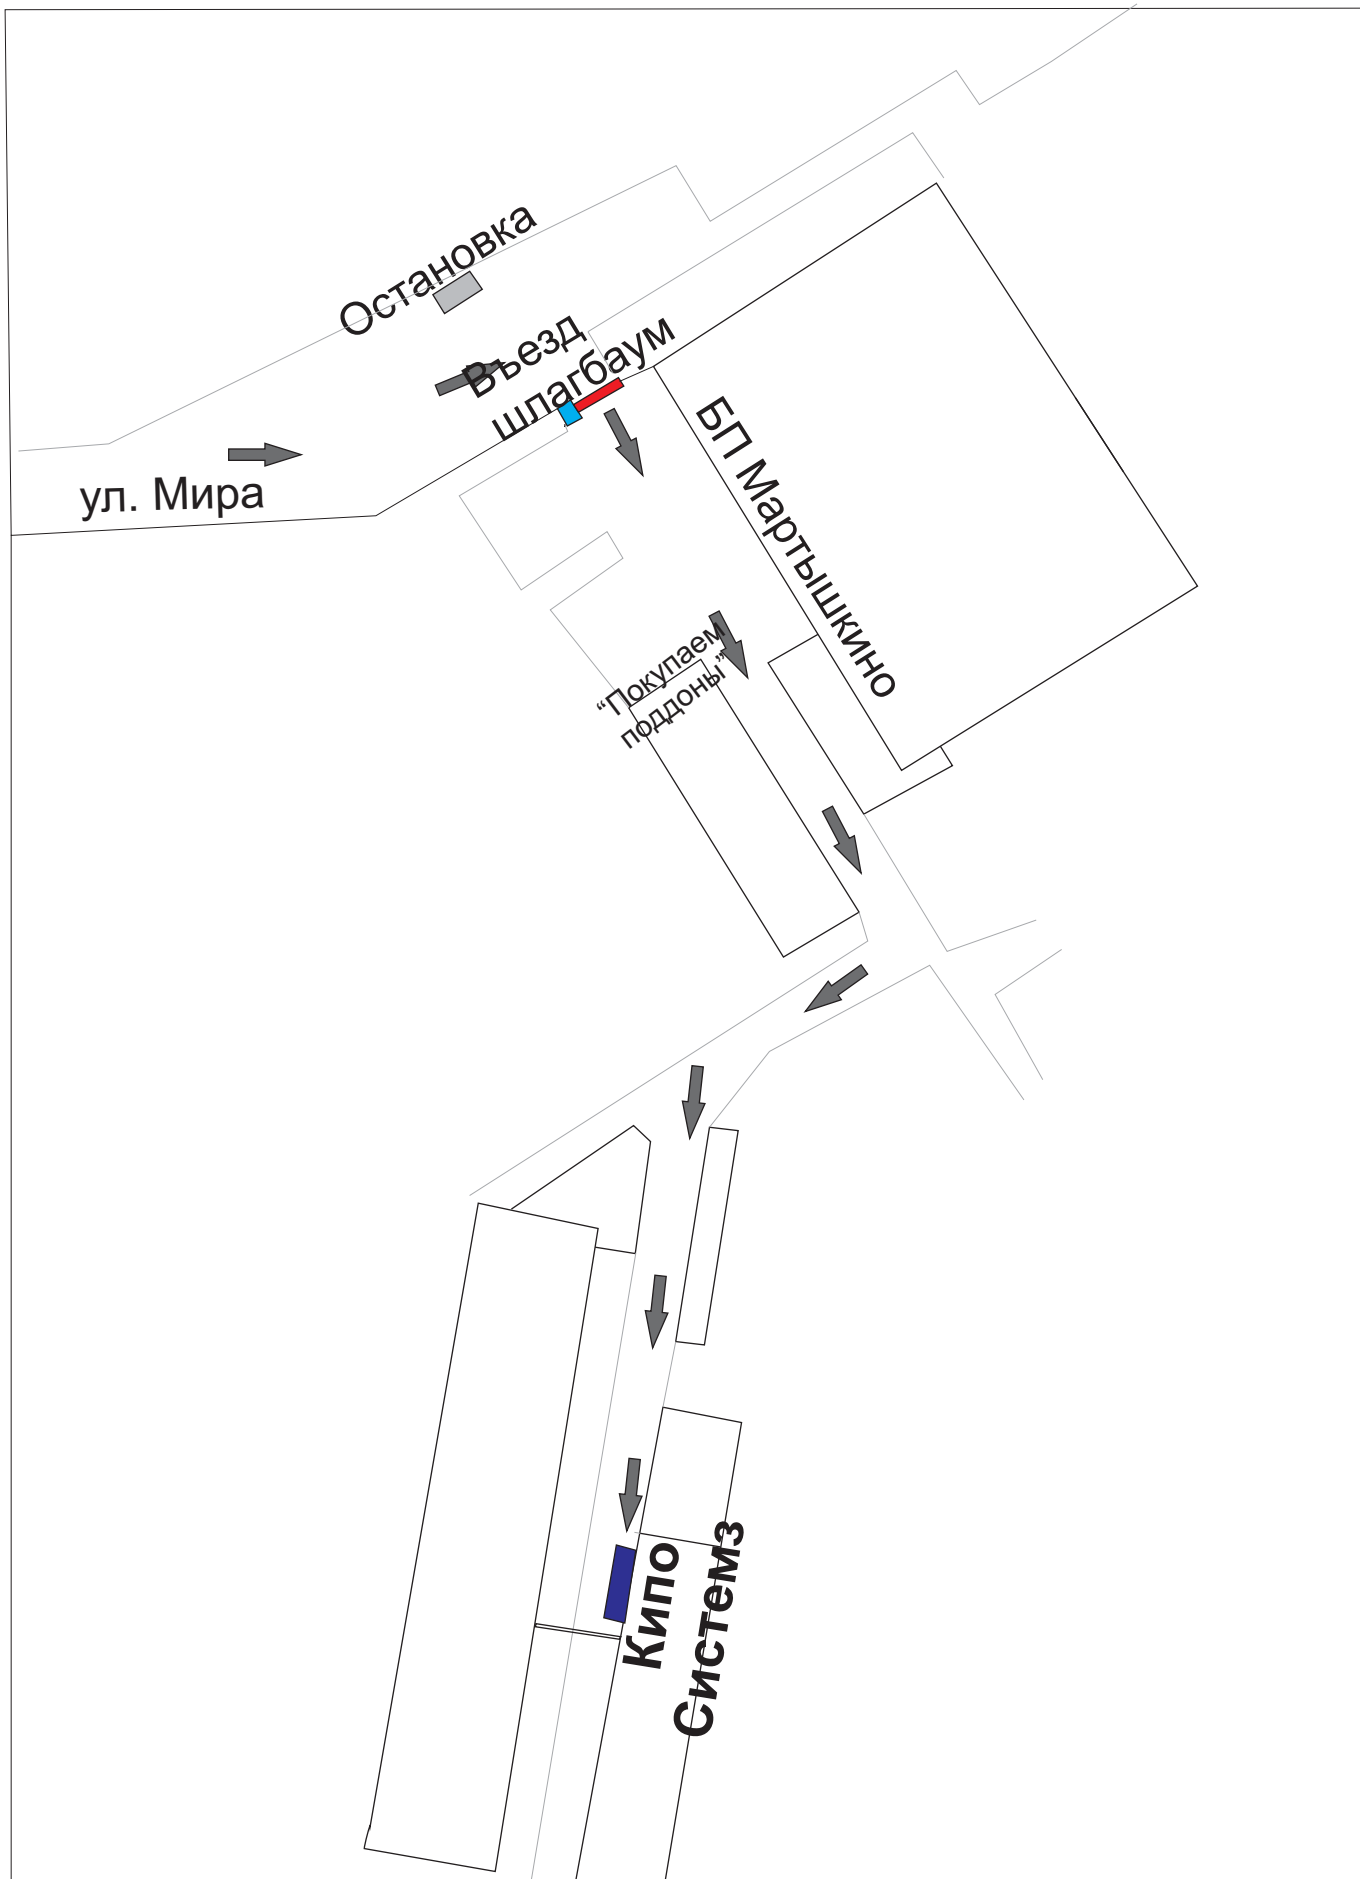 Остановка
Въезд
шлагбаум
ул. Мира
БП Мартышкино
“Покупаем
поддоны”
Кипо
Системз